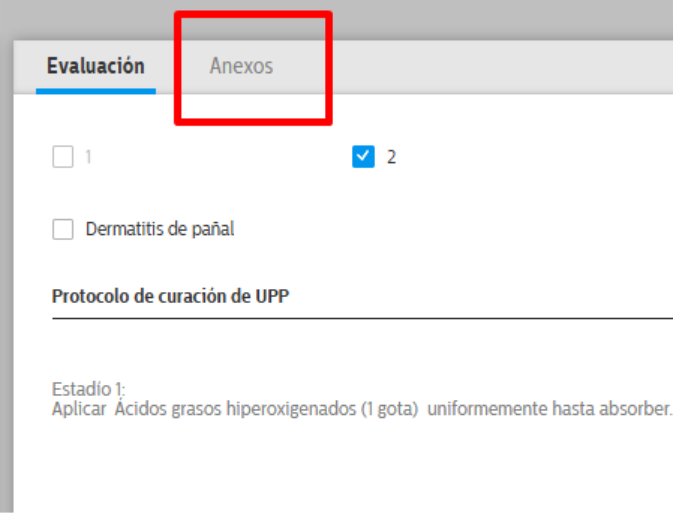 Evaluación Anexos
1 2
Dermatitis de pañal
Protocolo de curación de UPP
Estadío 1:
Aplicar Ácidos grasos hiperoxigenados (1 gota) uniformemente hasta absorber.